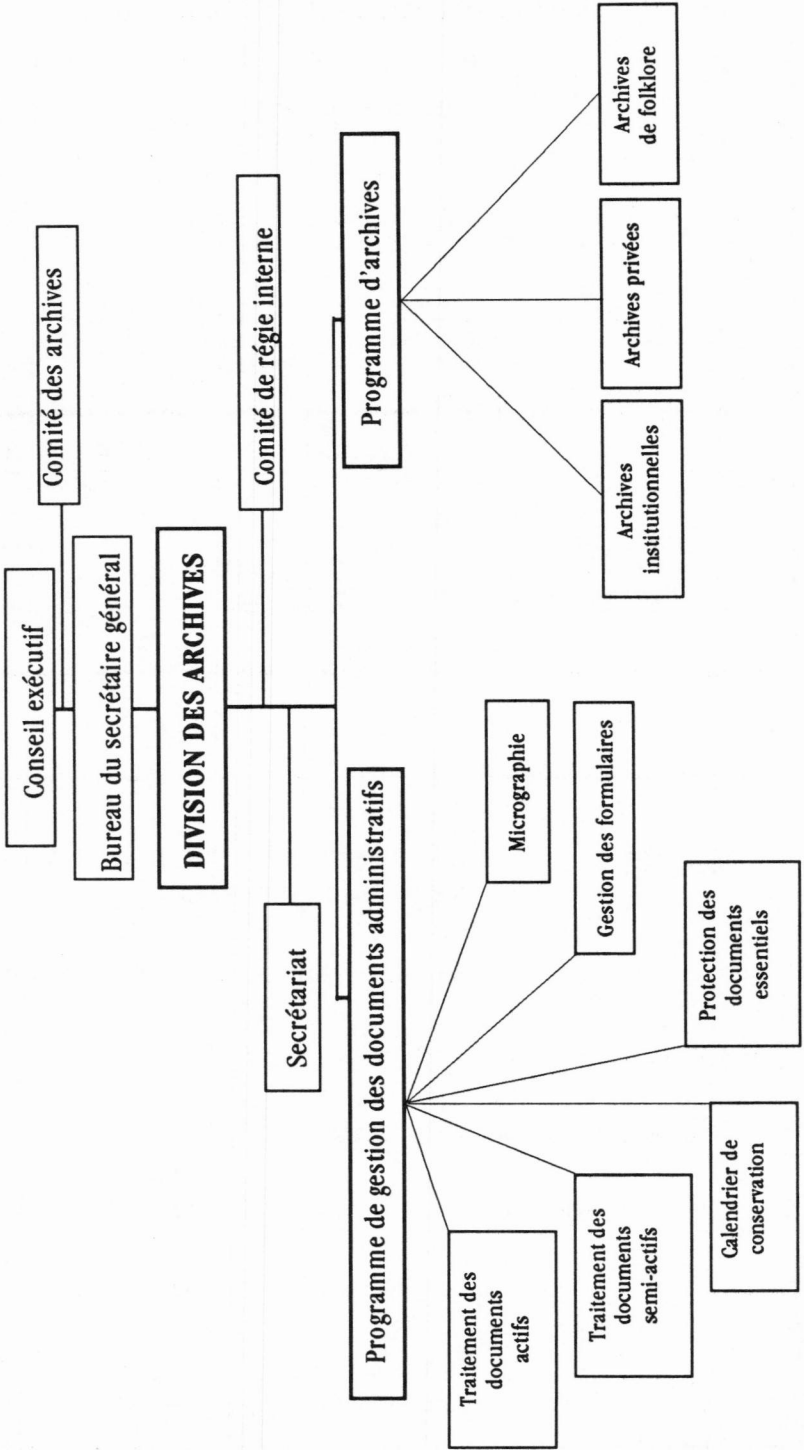 Conseil exécutif
Comité des archives
Bureau du secrétaire général
DIVISION DES ARCHIVES
Comité de régie interne
Secrétariat
Programme de gestion des documents administratifs
Programme d'archives
Traitement des
documents
actifs
Traitement des
documents
semi-actifs
Calendrier de
conservation
Protection des
documents
essentiels
Gestion des formulaires
Micrographie
Archives
institutionnelles
Archives privées
Archives
de folklore